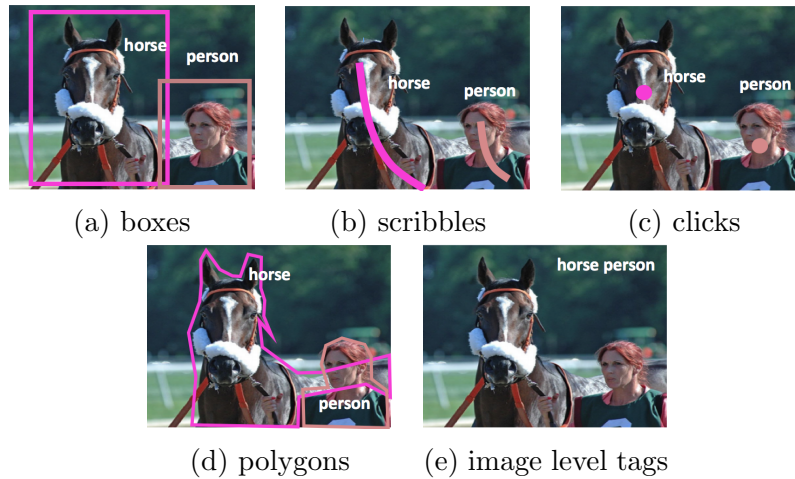 horse
person
horse
person
horse
person
(a) boxes
(b) scribbles
(c) clicks
horse
person
horse person
(d) polygons
(e) image level tags